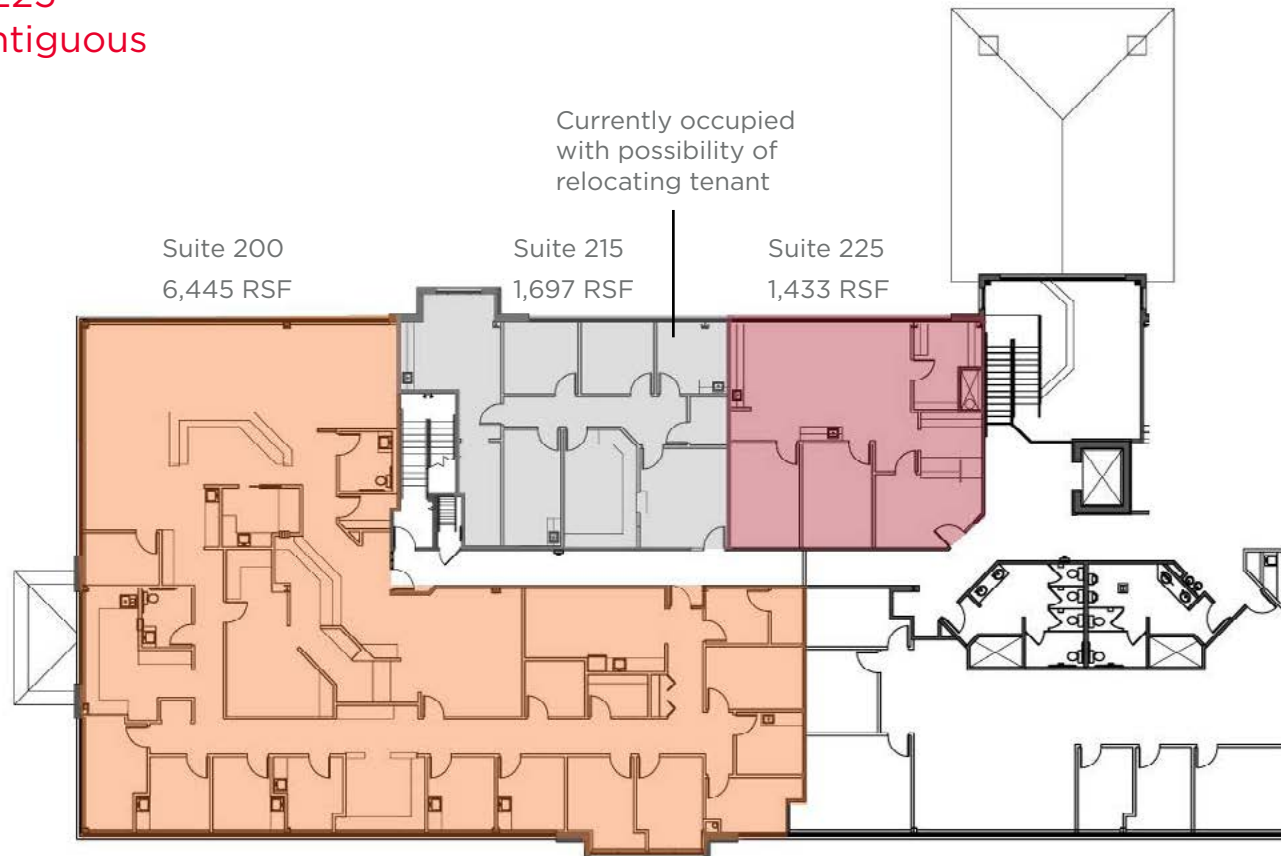 ntiguous
Currently occupied
with possibility of
relocating tenant
Suite 200
6,445 RSF
Suite 215
1,697 RSF
Suite 225
1,433 RSF